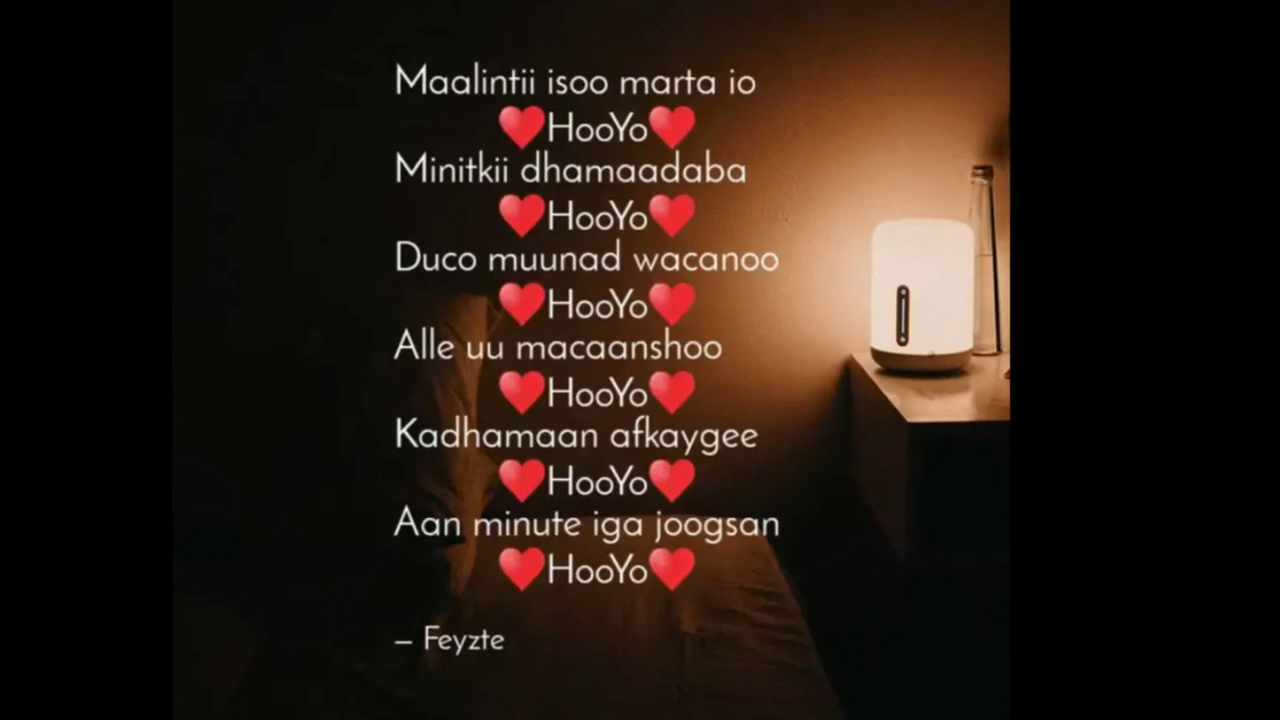 Maalintii isoo marta io
❤️HooYo❤️
Minitkii dhamaadaba
❤️HooYo❤️
Duco muunad wacanoo
❤️HooYo❤️
Alle uu macaanshoo
❤️HooYo❤️
Kadhamaan afkaygee
❤️HooYo❤️
Aan minute iga joogsan
❤️HooYo❤️
– Feyzte